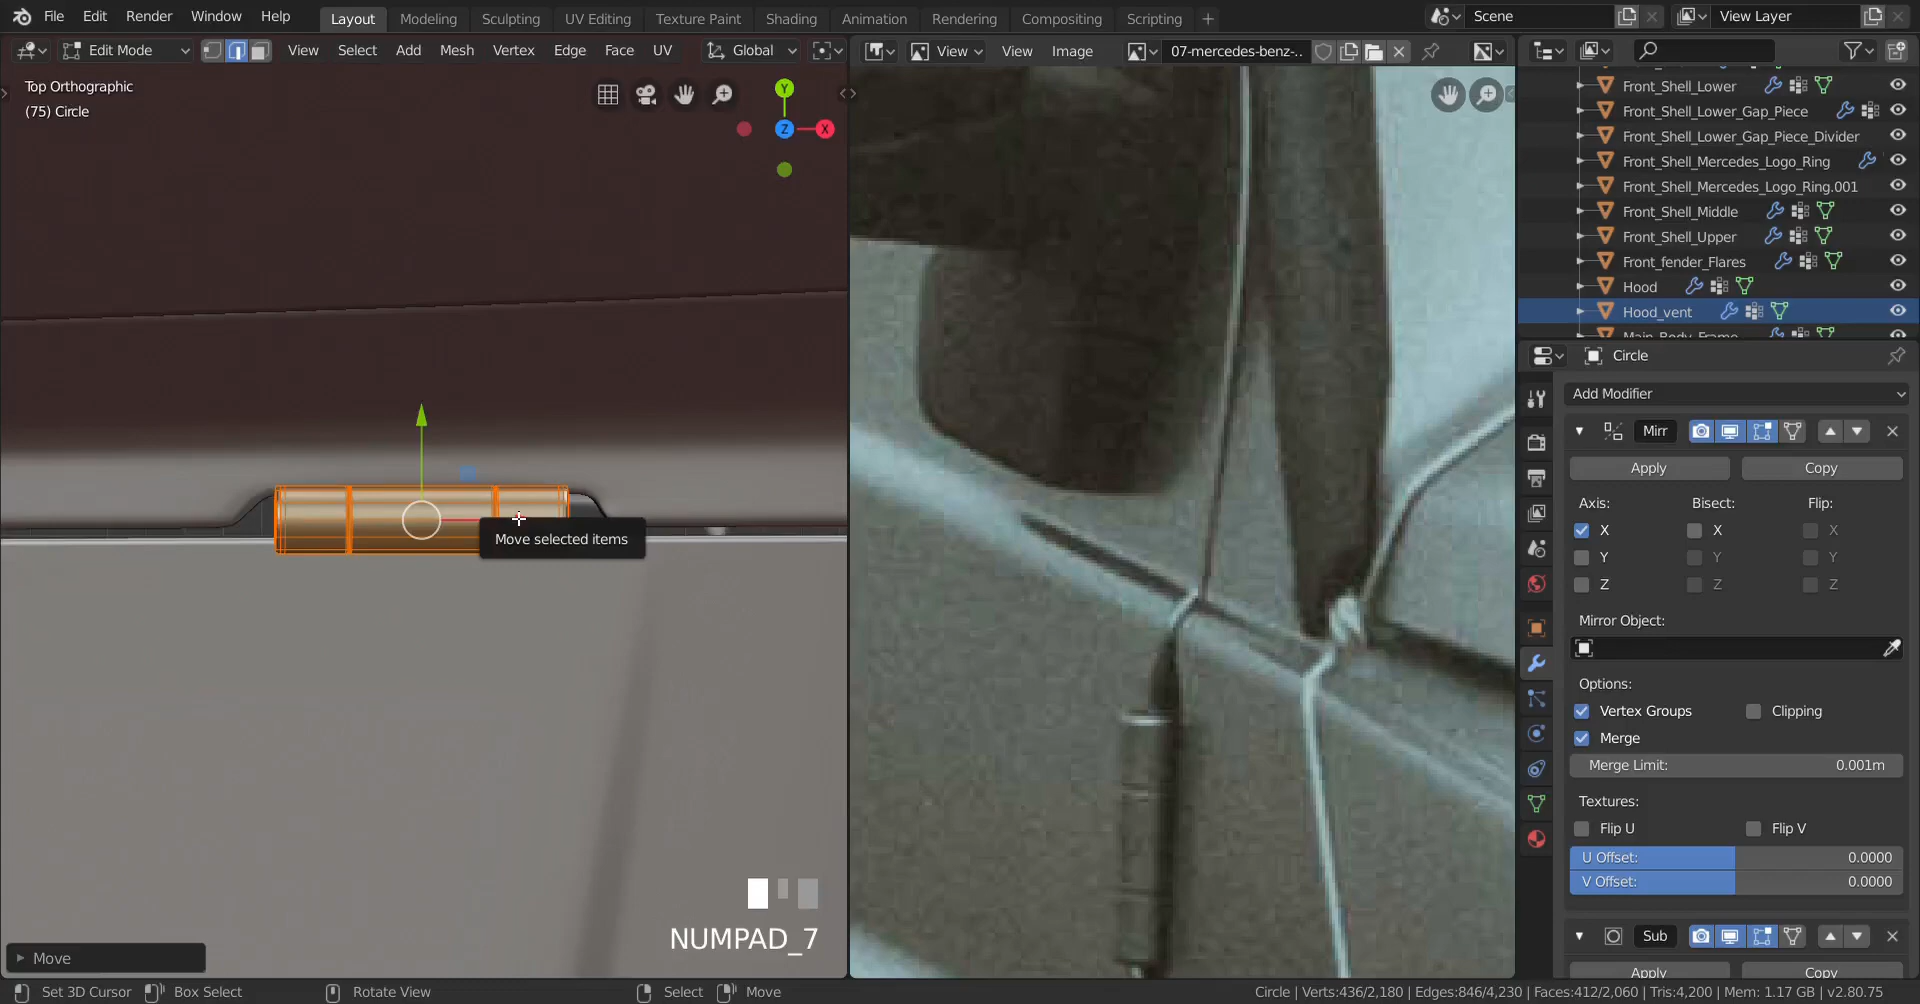 File Edit Render Window Help Layout Modeling Sculpting UV Editing Texture Paint Shading Animation Rendering Compositing Scripting + Scene View Layer
Edit Mode View Select Add Mesh Vertex Edge Face UV Global View View Image 07-mercedes-benz-..
Top Orthographic
(75) Circle
Y
Z X
Front_Shell_Lower
Front_Shell_Lower_Gap_Piece
Front_Shell_Lower_Gap_Piece_Divider
Front_Shell_Mercedes_Logo_Ring
Front_Shell_Mercedes_Logo_Ring.001
Front_Shell_Middle
Front_Shell_Upper
Front_fender_Flares
Hood
Hood_vent
Main_Body_Frame
Circle
Add Modifier
Mirr
Apply Copy
Axis: Bisect: Flip:
X X X
Y Y Y
Z Z Z
Mirror Object:
Options:
Vertex Groups Clipping
Merge
Merge Limit: 0.001m
Textures:
Flip U Flip V
U Offset: 0.0000
V Offset: 0.0000
Sub
Apply Copy
Move selected items
NUMPAD_7
Move
Set 3D Cursor Box Select Rotate View Select Move Circle | Verts:436/2,180 | Edges:846/4,230 | Faces:412/2,060 | Tris:4,200 | Mem: 1.17 GB | v2.80.75